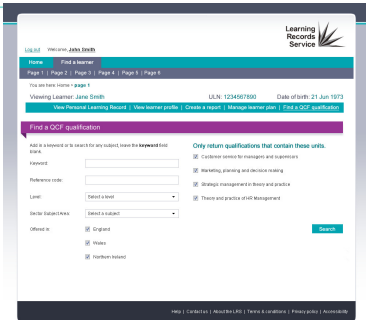 Learning
Records
Service
Log out Welcome, John Smith
Home Find a learner
Page 1 | Page 2 | Page 3 | Page 4 | Page 5 | Page 6
You are here: Home > page 1
Viewing Learner: Jane Smith ULN: 1234567890 Date of birth: 21 Jun 1973
View Personal Learning Record | View learner profile | Create a report | Manage learner plan | Find a QCF qualification
Find a QCF qualification
Add in a keyword or to search for any subject, leave the keyword field
blank.
Keyword:
Reference code:
Level: Select a level
Sector Subject Area: Select a subject
Offered in: England
Wales
Northern Ireland
Only return qualifications that contain these units.
Customer service for managers and supervisors
Marketing, planning and decision making
Strategic management in theory and practice
Theory and practice of HR Management
Search
Help | Contact us | About the LRS | Terms & conditions | Privacy policy | Accessibility